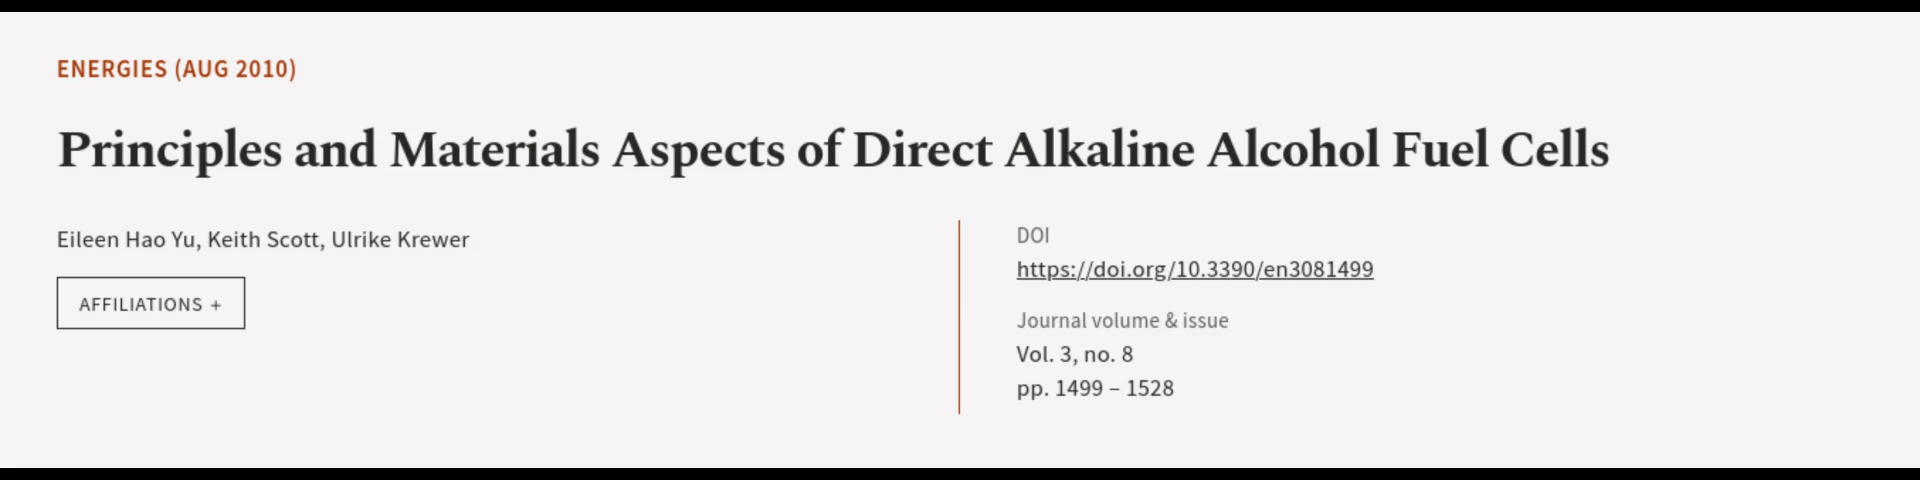 ENERGIES (AUG 2010)
Principles and Materials Aspects of Direct Alkaline Alcohol Fuel Cells
Eileen Hao Yu, Keith Scott, Ulrike Krewer
AFFILIATIONS +
DOI
https://doi.org/10.3390/en3081499
Journal volume & issue
Vol. 3, no. 8
pp. 1499 – 1528